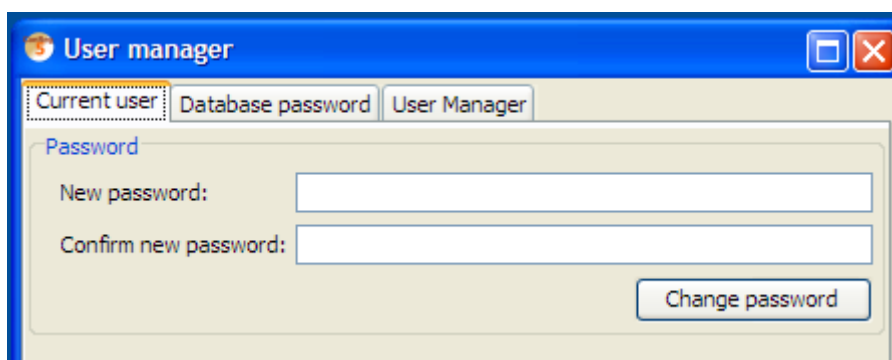 User manager
Current user Database password User Manager
Password
New password:
Confirm new password:
Change password